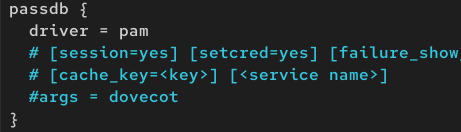 passdb {
  driver = pam
  # [session=yes] [setcred=yes] [failure_show_
  # [cache_key=<key>] [<service name>]
  #args = dovecot
}